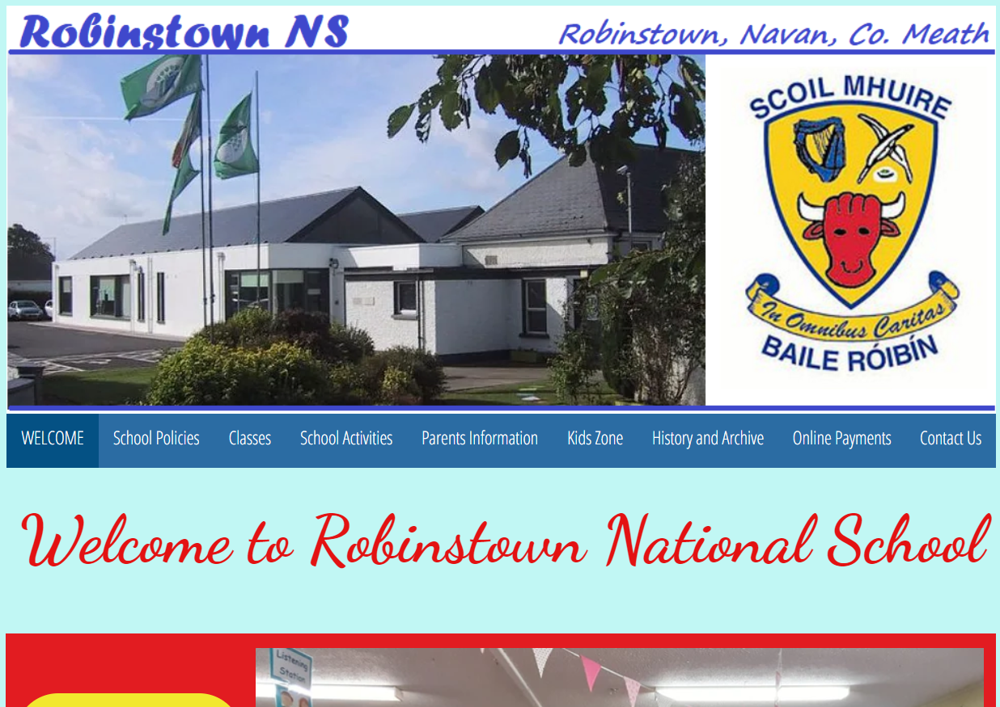 Robinstown NS
Robinstown, Navan, Co. Meath
SCOIL MHUIRE
In Omnibus Caritas
BAILE RÓIBÍN
WELCOME School Policies Classes School Activities Parents Information Kids Zone History and Archive Online Payments Contact Us
Welcome to Robinstown National School
Listening
Station